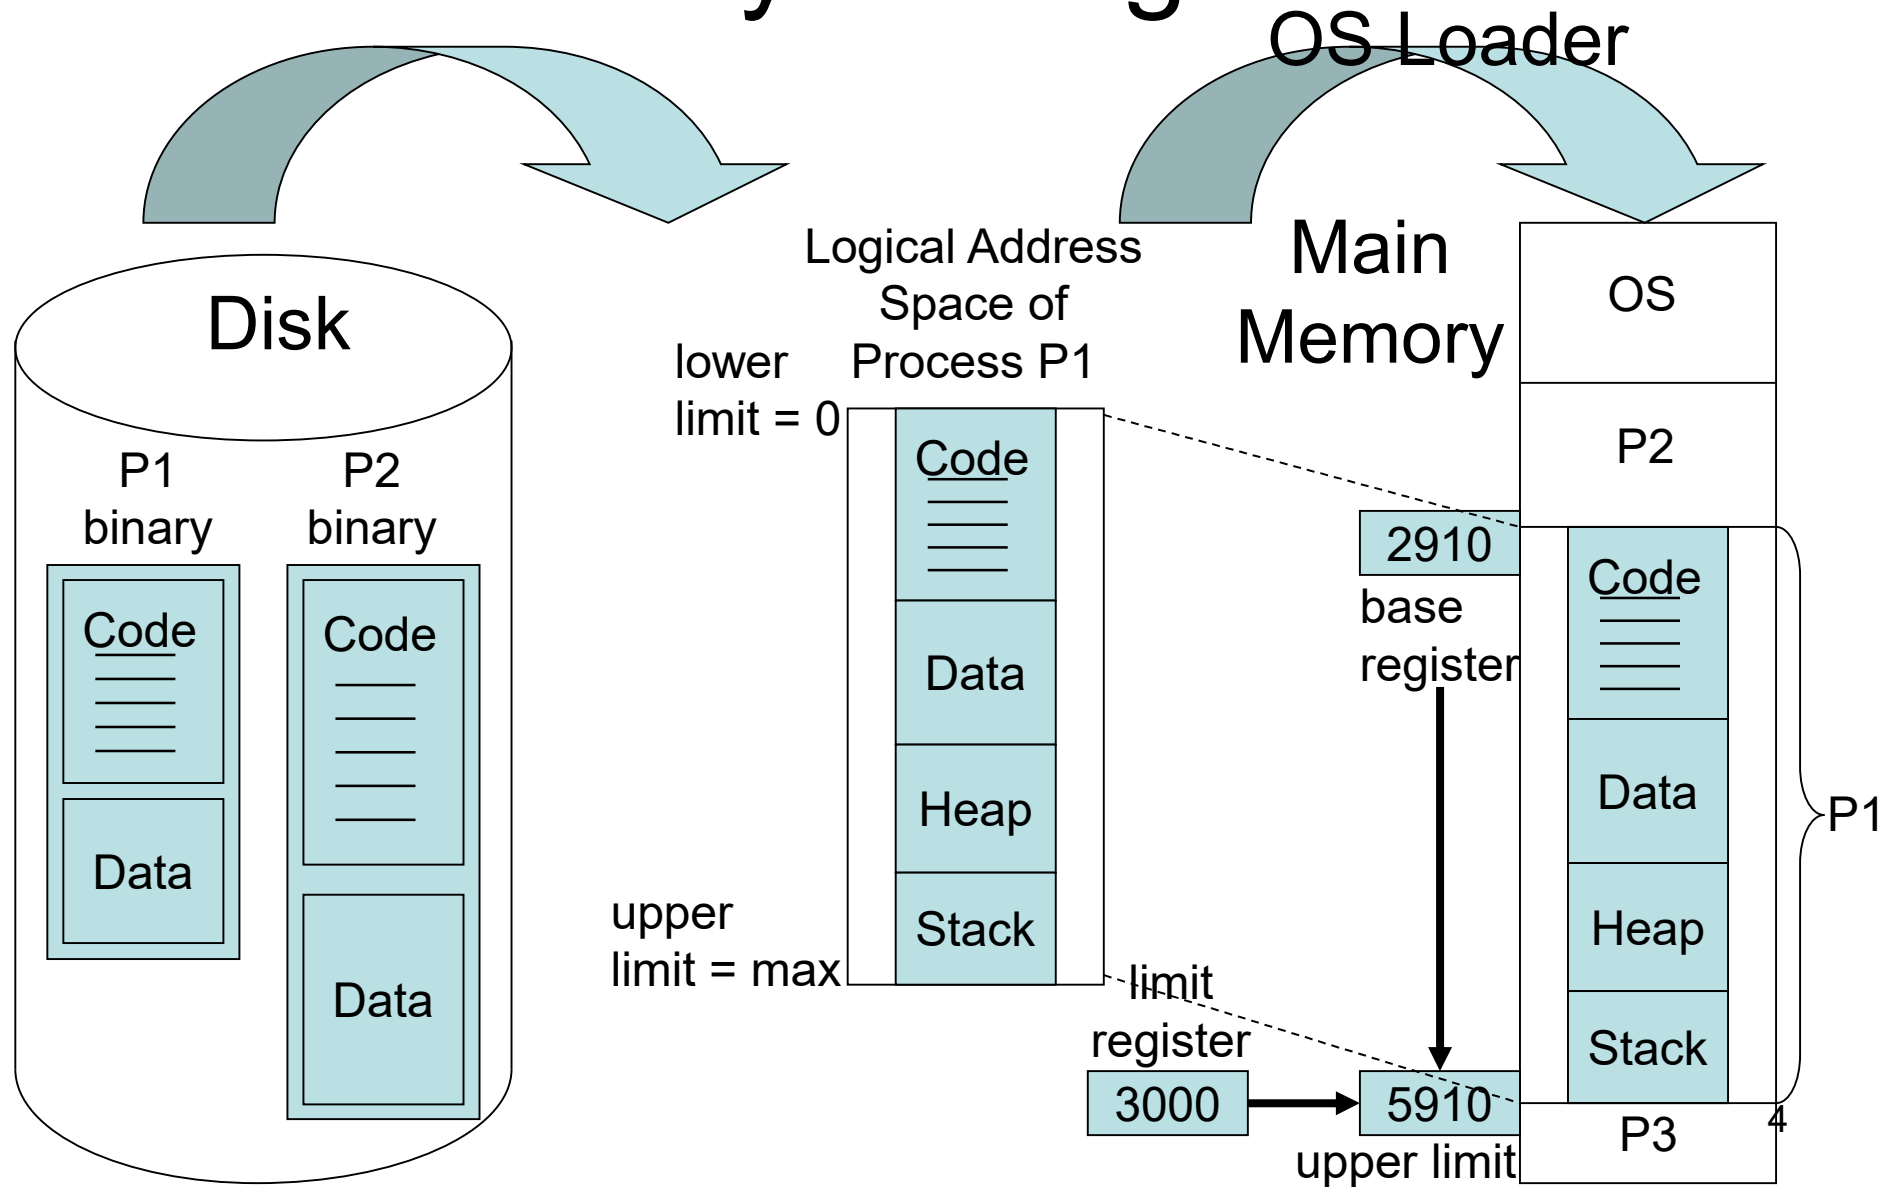 OS Loader
Disk
P1
binary
P2
binary
Code
Data
Code
Data
Logical Address
Space of
Process P1
lower
limit = 0
Code
Data
Heap
Stack
upper
limit = max
limit
register
3000
Main
Memory
2910
base
register
5910
upper limit
OS
P2
Code
Data
Heap
Stack
P3
P1
4